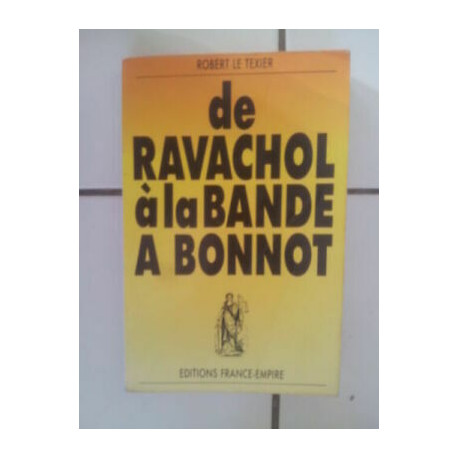 ROBERT LE TEXIER
de
RAVACHOL
à la BANDE
A BONNOT
EDITIONS FRANCE-EMPIRE